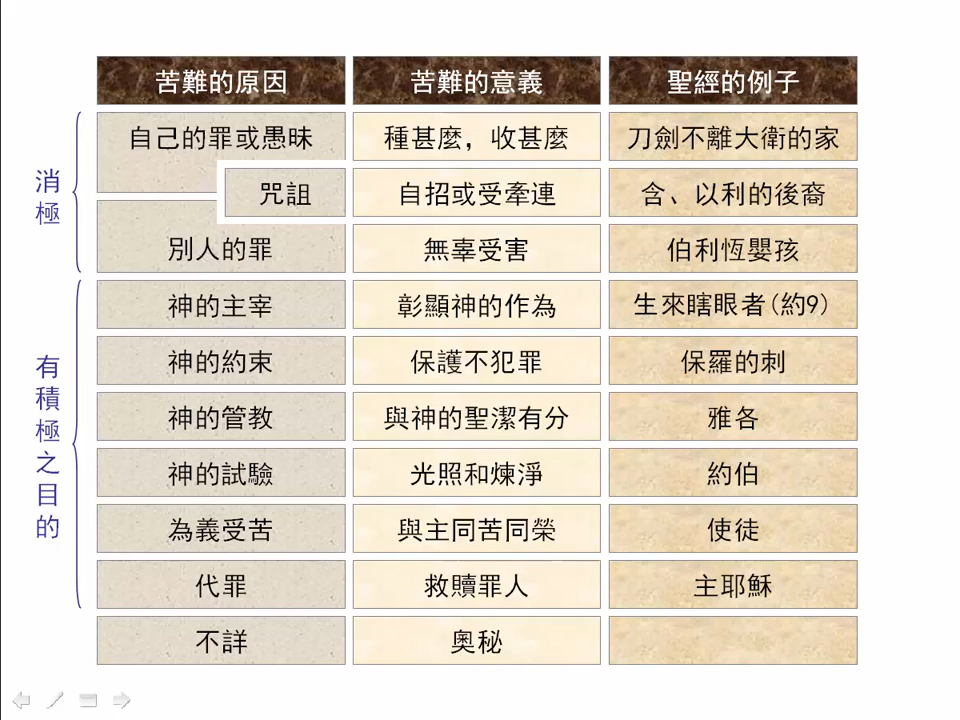 苦難的原因 苦難的意義 聖經的例子
消極
自己的罪或愚昧 種甚麼，收甚麼 刀劍不離大衛的家
咒詛 自招或受牽連 含、以利的後裔
別人的罪 無辜受害 伯利恆嬰孩
有積極之目的
神的主宰 彰顯神的作為 生來瞎眼者(約9)
神的約束 保護不犯罪 保羅的刺
神的管教 與神的聖潔有分 雅各
神的試驗 光照和煉淨 約伯
為義受苦 與主同苦同榮 使徒
代罪 救贖罪人 主耶穌
不詳 奧秘